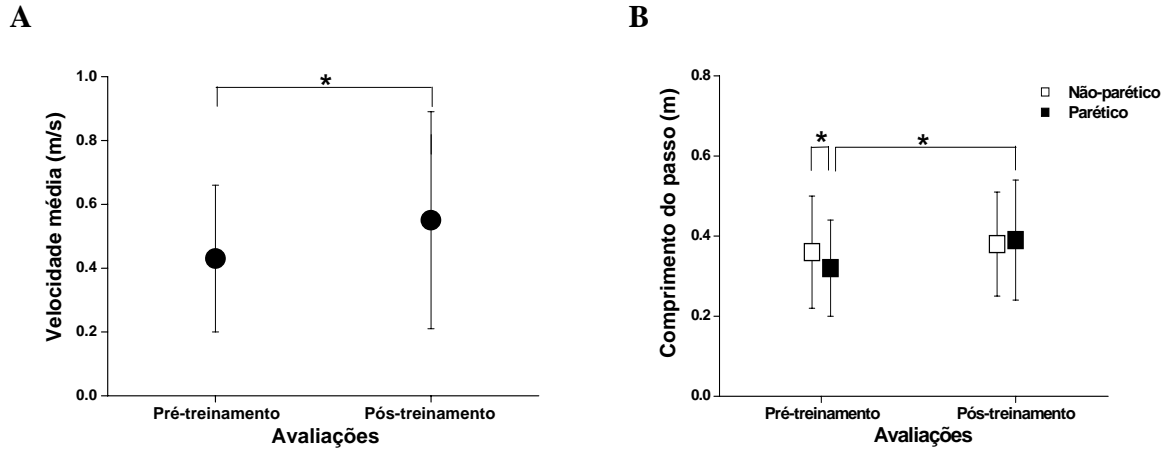 A
Velocidade média (m/s)
1.0
0.8
0.6
0.4
0.2
0.0
*
Pré-treinamento
Pós-treinamento
Avaliações
B
Comprimento do passo (m)
0.8
0.6
0.4
0.2
0.0
*
*
Não-parético
Parético
Pré-treinamento
Pós-treinamento
Avaliações